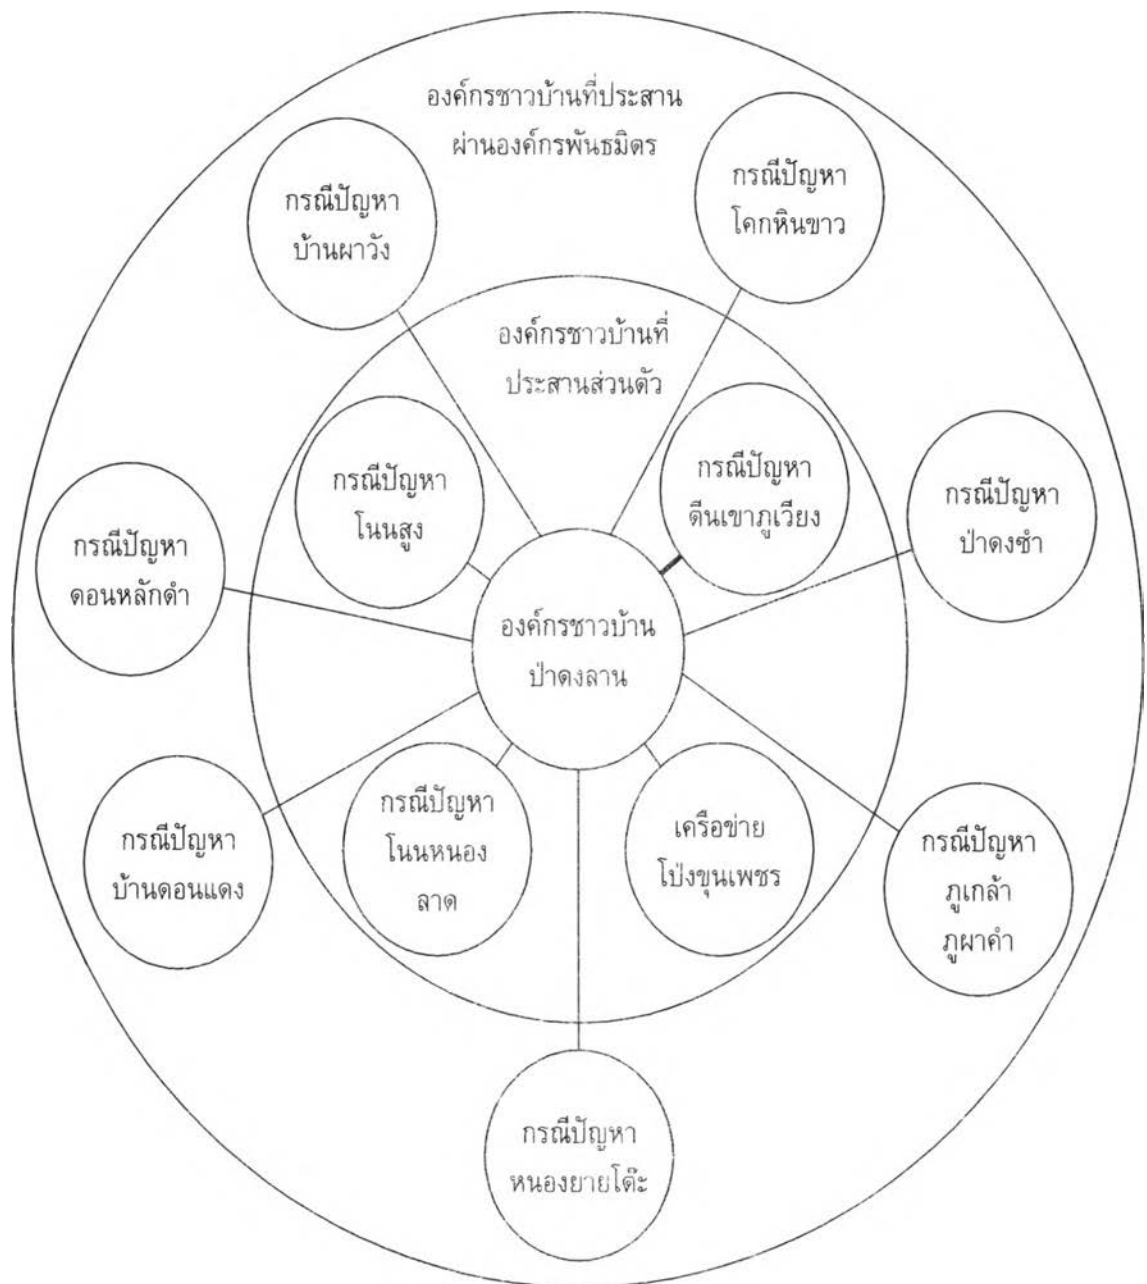 องค์กรชาวบ้านที่ประสาน
ผ่านองค์กรพันธมิตร
กรณีปัญหา
บ้านผาวัง
กรณีปัญหา
โคกหินขาว
องค์กรชาวบ้านที่
ประสานส่วนตัว
กรณีปัญหา
โนนสูง
กรณีปัญหา
ตีนเขาภูเวียง
กรณีปัญหา
ดอนหลักดำ
กรณีปัญหา
ป่าดงซำ
องค์กรชาวบ้าน
ป่าดงลาน
กรณีปัญหา
บ้านดอนแดง
กรณีปัญหา
โนนหนอง
ลาด
เครือข่าย
โป่งขุนเพชร
กรณีปัญหา
ภูเกล้า
ภูผาคำ
กรณีปัญหา
หนองยายโต๊ะ